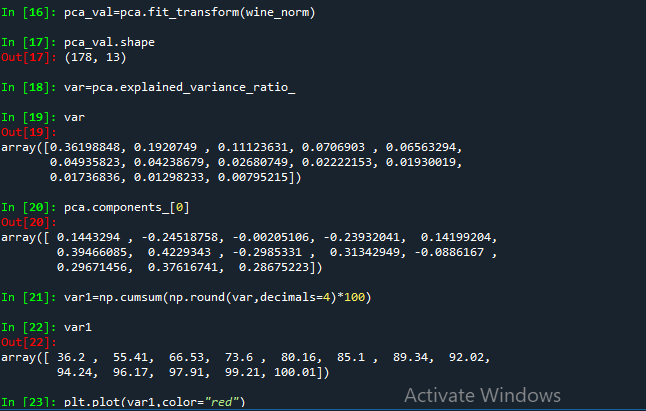 In [16]: pca_val=pca.fit_transform(wine_norm)
In [17]: pca_val.shape
Out[17]: (178, 13)
In [18]: var=pca.explained_variance_ratio_
In [19]: var
Out[19]:
array([0.36198848, 0.1920749 , 0.11123631, 0.0706903 , 0.06563294,
0.04935823, 0.04238679, 0.02680749, 0.02222153, 0.01930019,
0.01736836, 0.01298233, 0.00795215])
In [20]: pca.components_[0]
Out[20]:
array([ 0.1443294 , -0.24518758, -0.00205106, -0.23932041,  0.14199204,
0.39466085,  0.4229343 , -0.2985331 ,  0.31342949, -0.0886167 ,
0.29671456,  0.37616741,  0.28675223])
In [21]: var1=np.cumsum(np.round(var,decimals=4)*100)
In [22]: var1
Out[22]:
array([ 36.2 ,  55.41,  66.53,  73.6 ,  80.16,  85.1 ,  89.34,  92.02,
94.24,  96.17,  97.91,  99.21, 100.01])
In [23]: plt.plot(var1,color="red")
Activate Windows